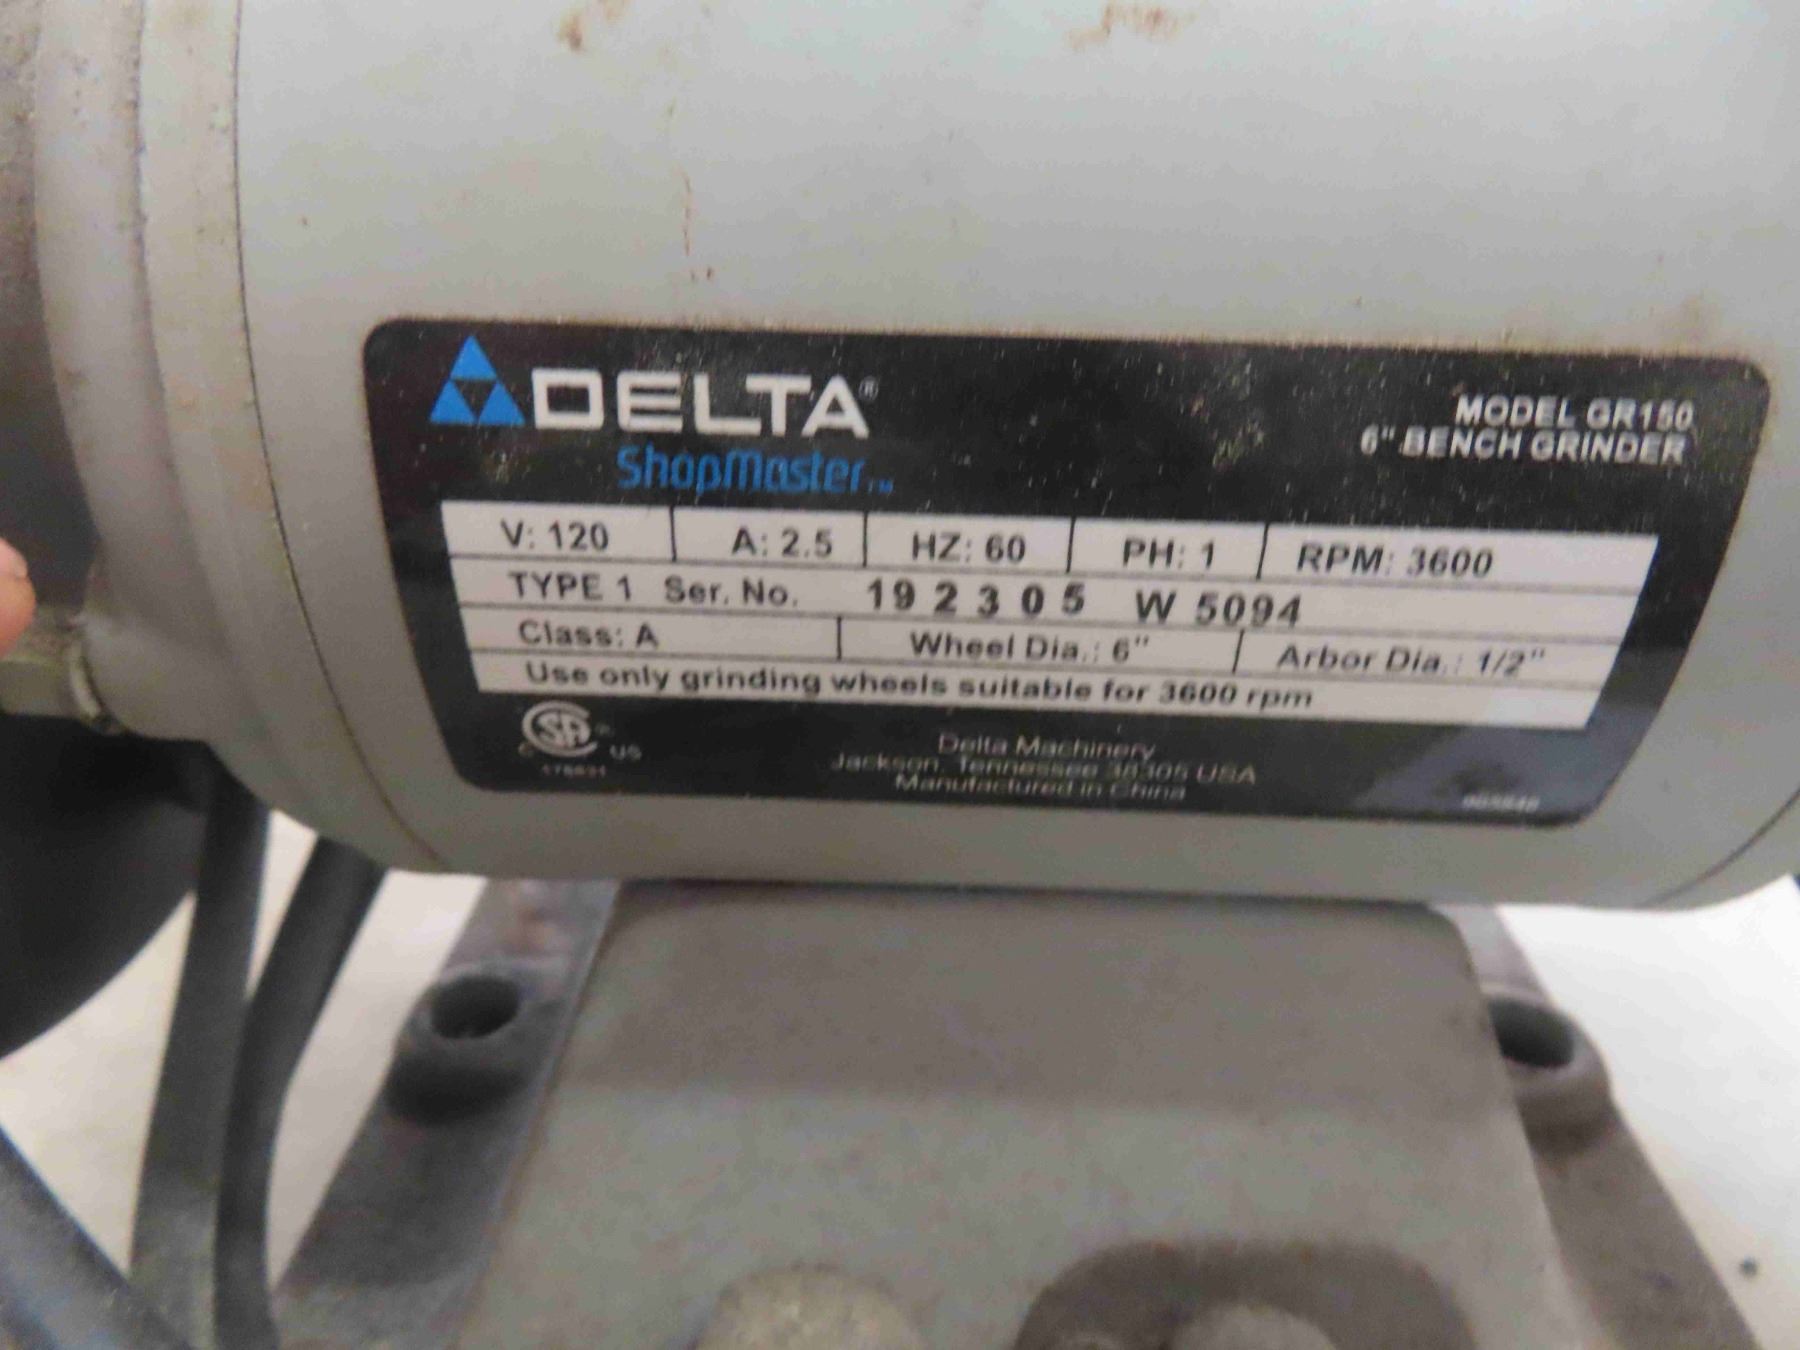 DELTA®
ShopMaster™
MODEL GR150
6" BENCH GRINDER
V: 120 A: 2.5 HZ: 60 PH: 1 RPM: 3600
TYPE 1 Ser. No. 192305 W 5094
Class: A Wheel Dia.: 6" Arbor Dia.: 1/2"
Use only grinding wheels suitable for 3600 rpm
C SA ® US
Delta Machinery
Jackson, Tennessee 38305 USA
Manufactured in China